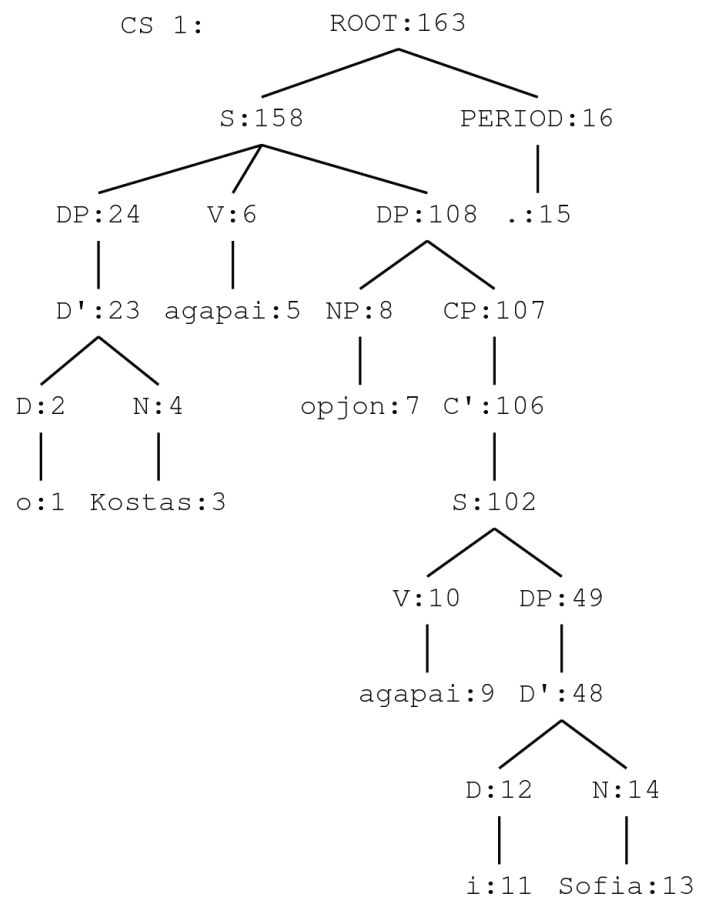 CS 1: ROOT:163
S:158 PERIOD:16
DP:24 V:6 DP:108 .:15
D':23 agapai:5 NP:8 CP:107
D:2 N:4 opjon:7 C':106
o:1 Kostas:3 S:102
V:10 DP:49
agapai:9 D':48
D:12 N:14
i:11 Sofia:13